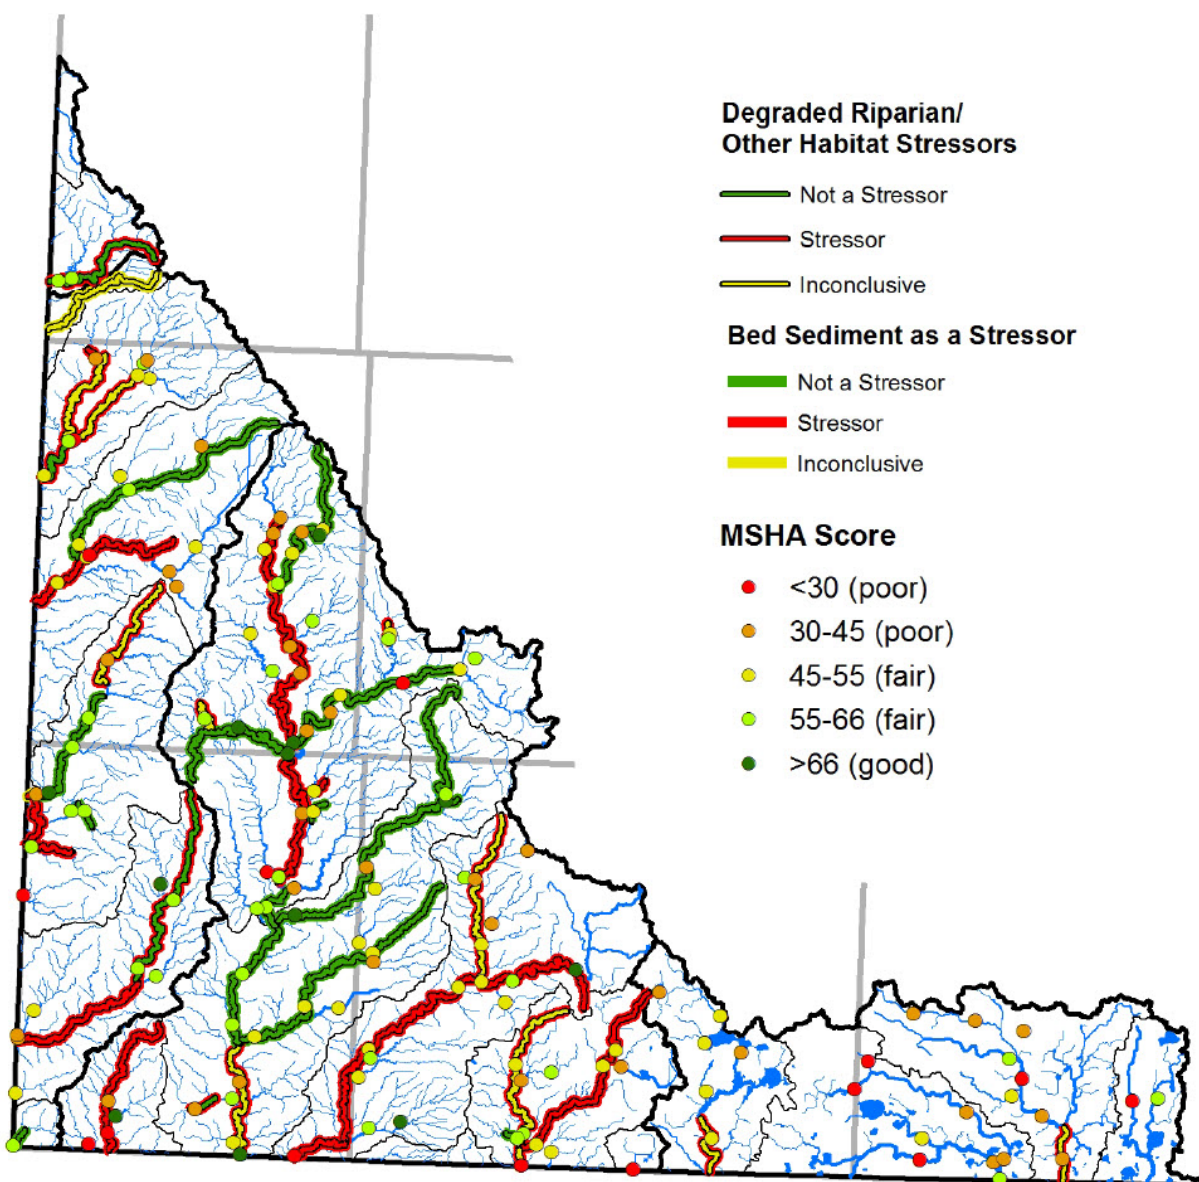 Degraded Riparian/
Other Habitat Stressors
Not a Stressor
Stressor
Inconclusive
Bed Sediment as a Stressor
Not a Stressor
Stressor
Inconclusive
MSHA Score
<30 (poor)
30-45 (poor)
45-55 (fair)
55-66 (fair)
>66 (good)